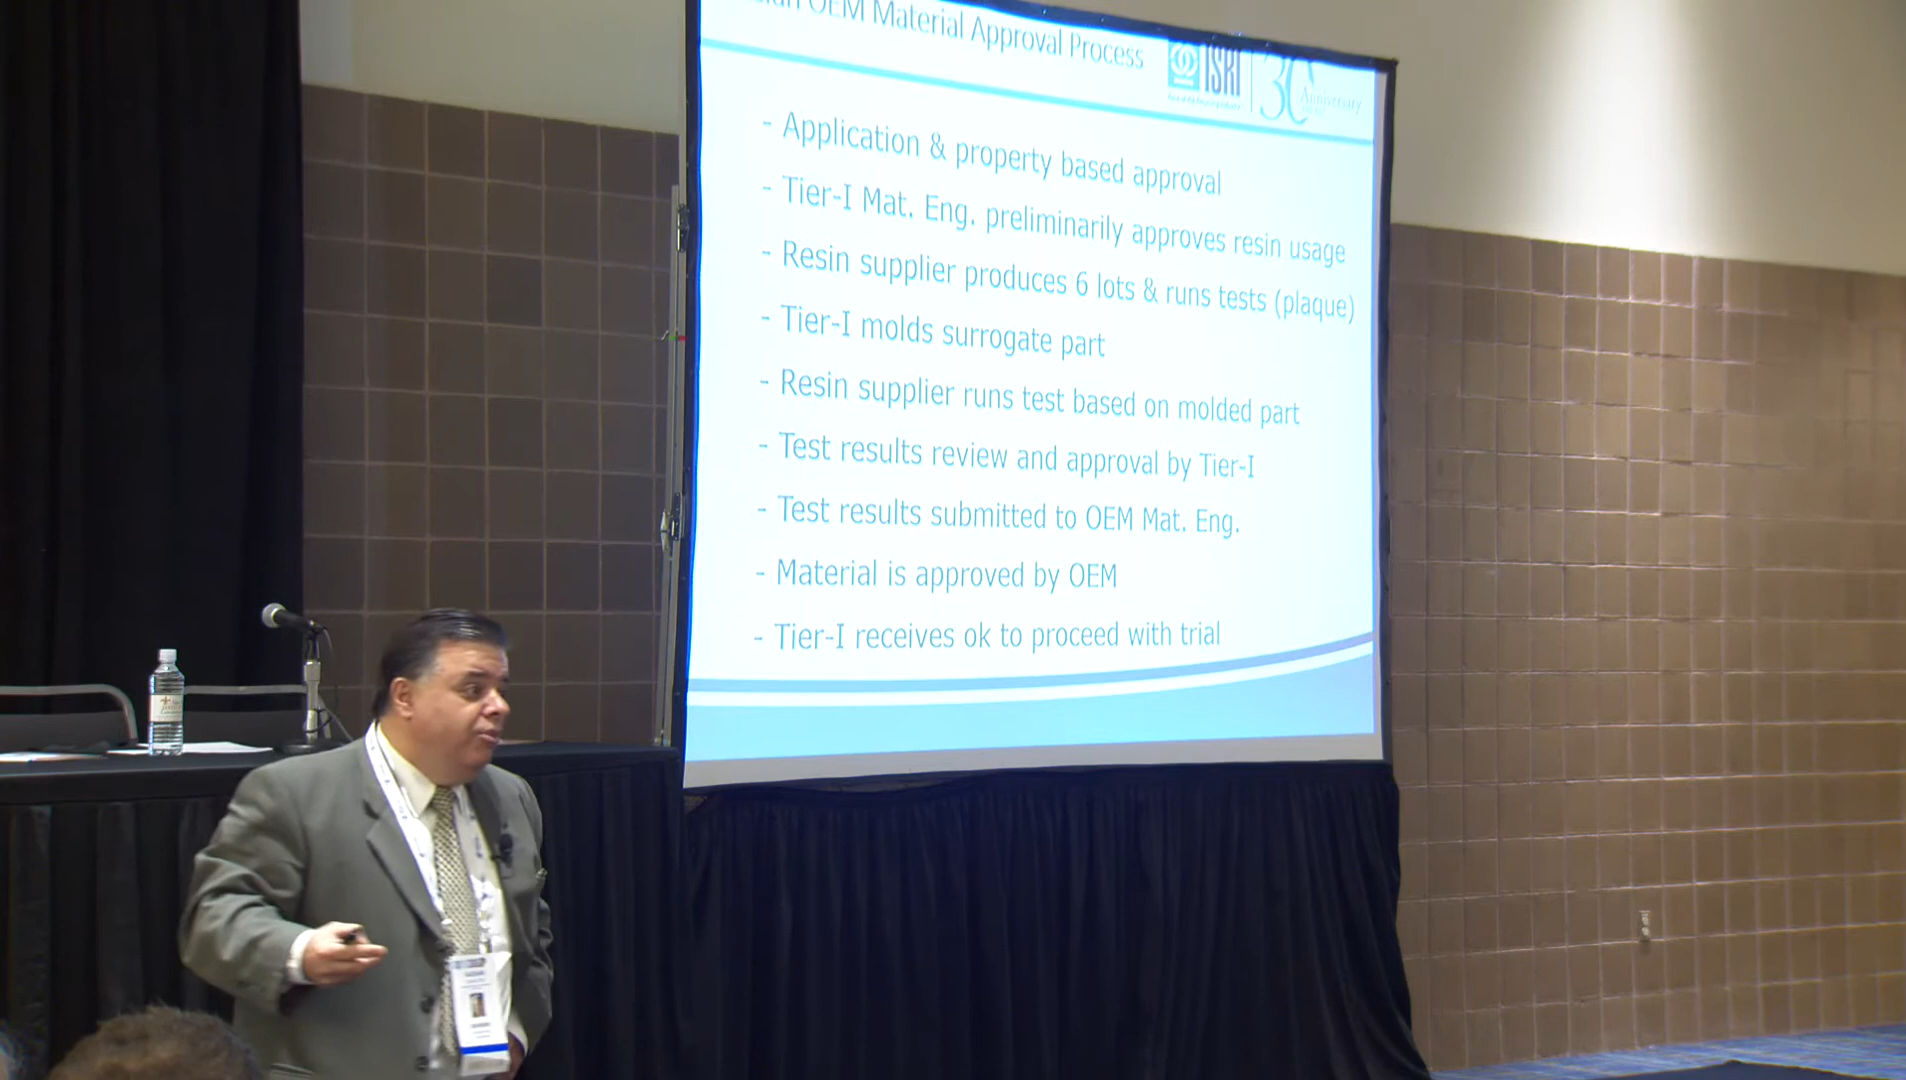 OEM Material Approval Process
ISRI
30
Anniversary
- Application & property based approval
- Tier-I Mat. Eng. preliminarily approves resin usage
- Resin supplier produces 6 lots & runs tests (plaque)
- Tier-I molds surrogate part
- Resin supplier runs test based on molded part
- Test results review and approval by Tier-I
- Test results submitted to OEM Mat. Eng.
- Material is approved by OEM
- Tier-I receives ok to proceed with trial